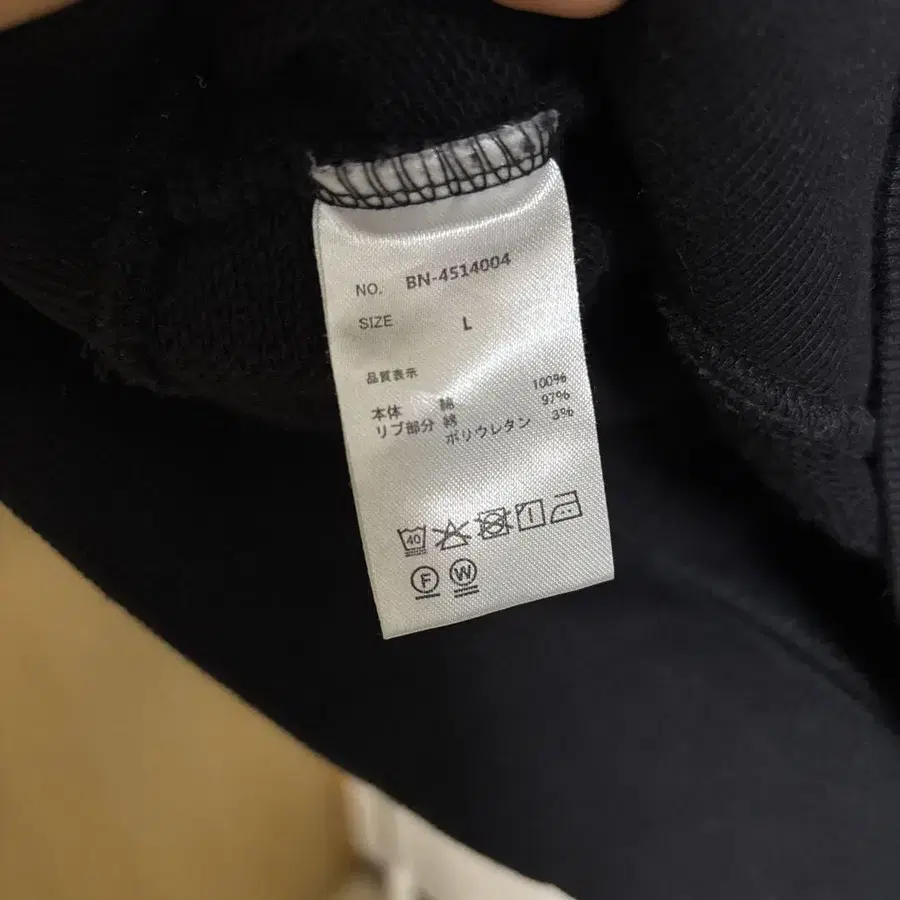 NO. BN-4514004
SIZE L
品質表示
本体 綿 100%
リブ部分 綿 97%
ポリウレタン 3%
40
F W